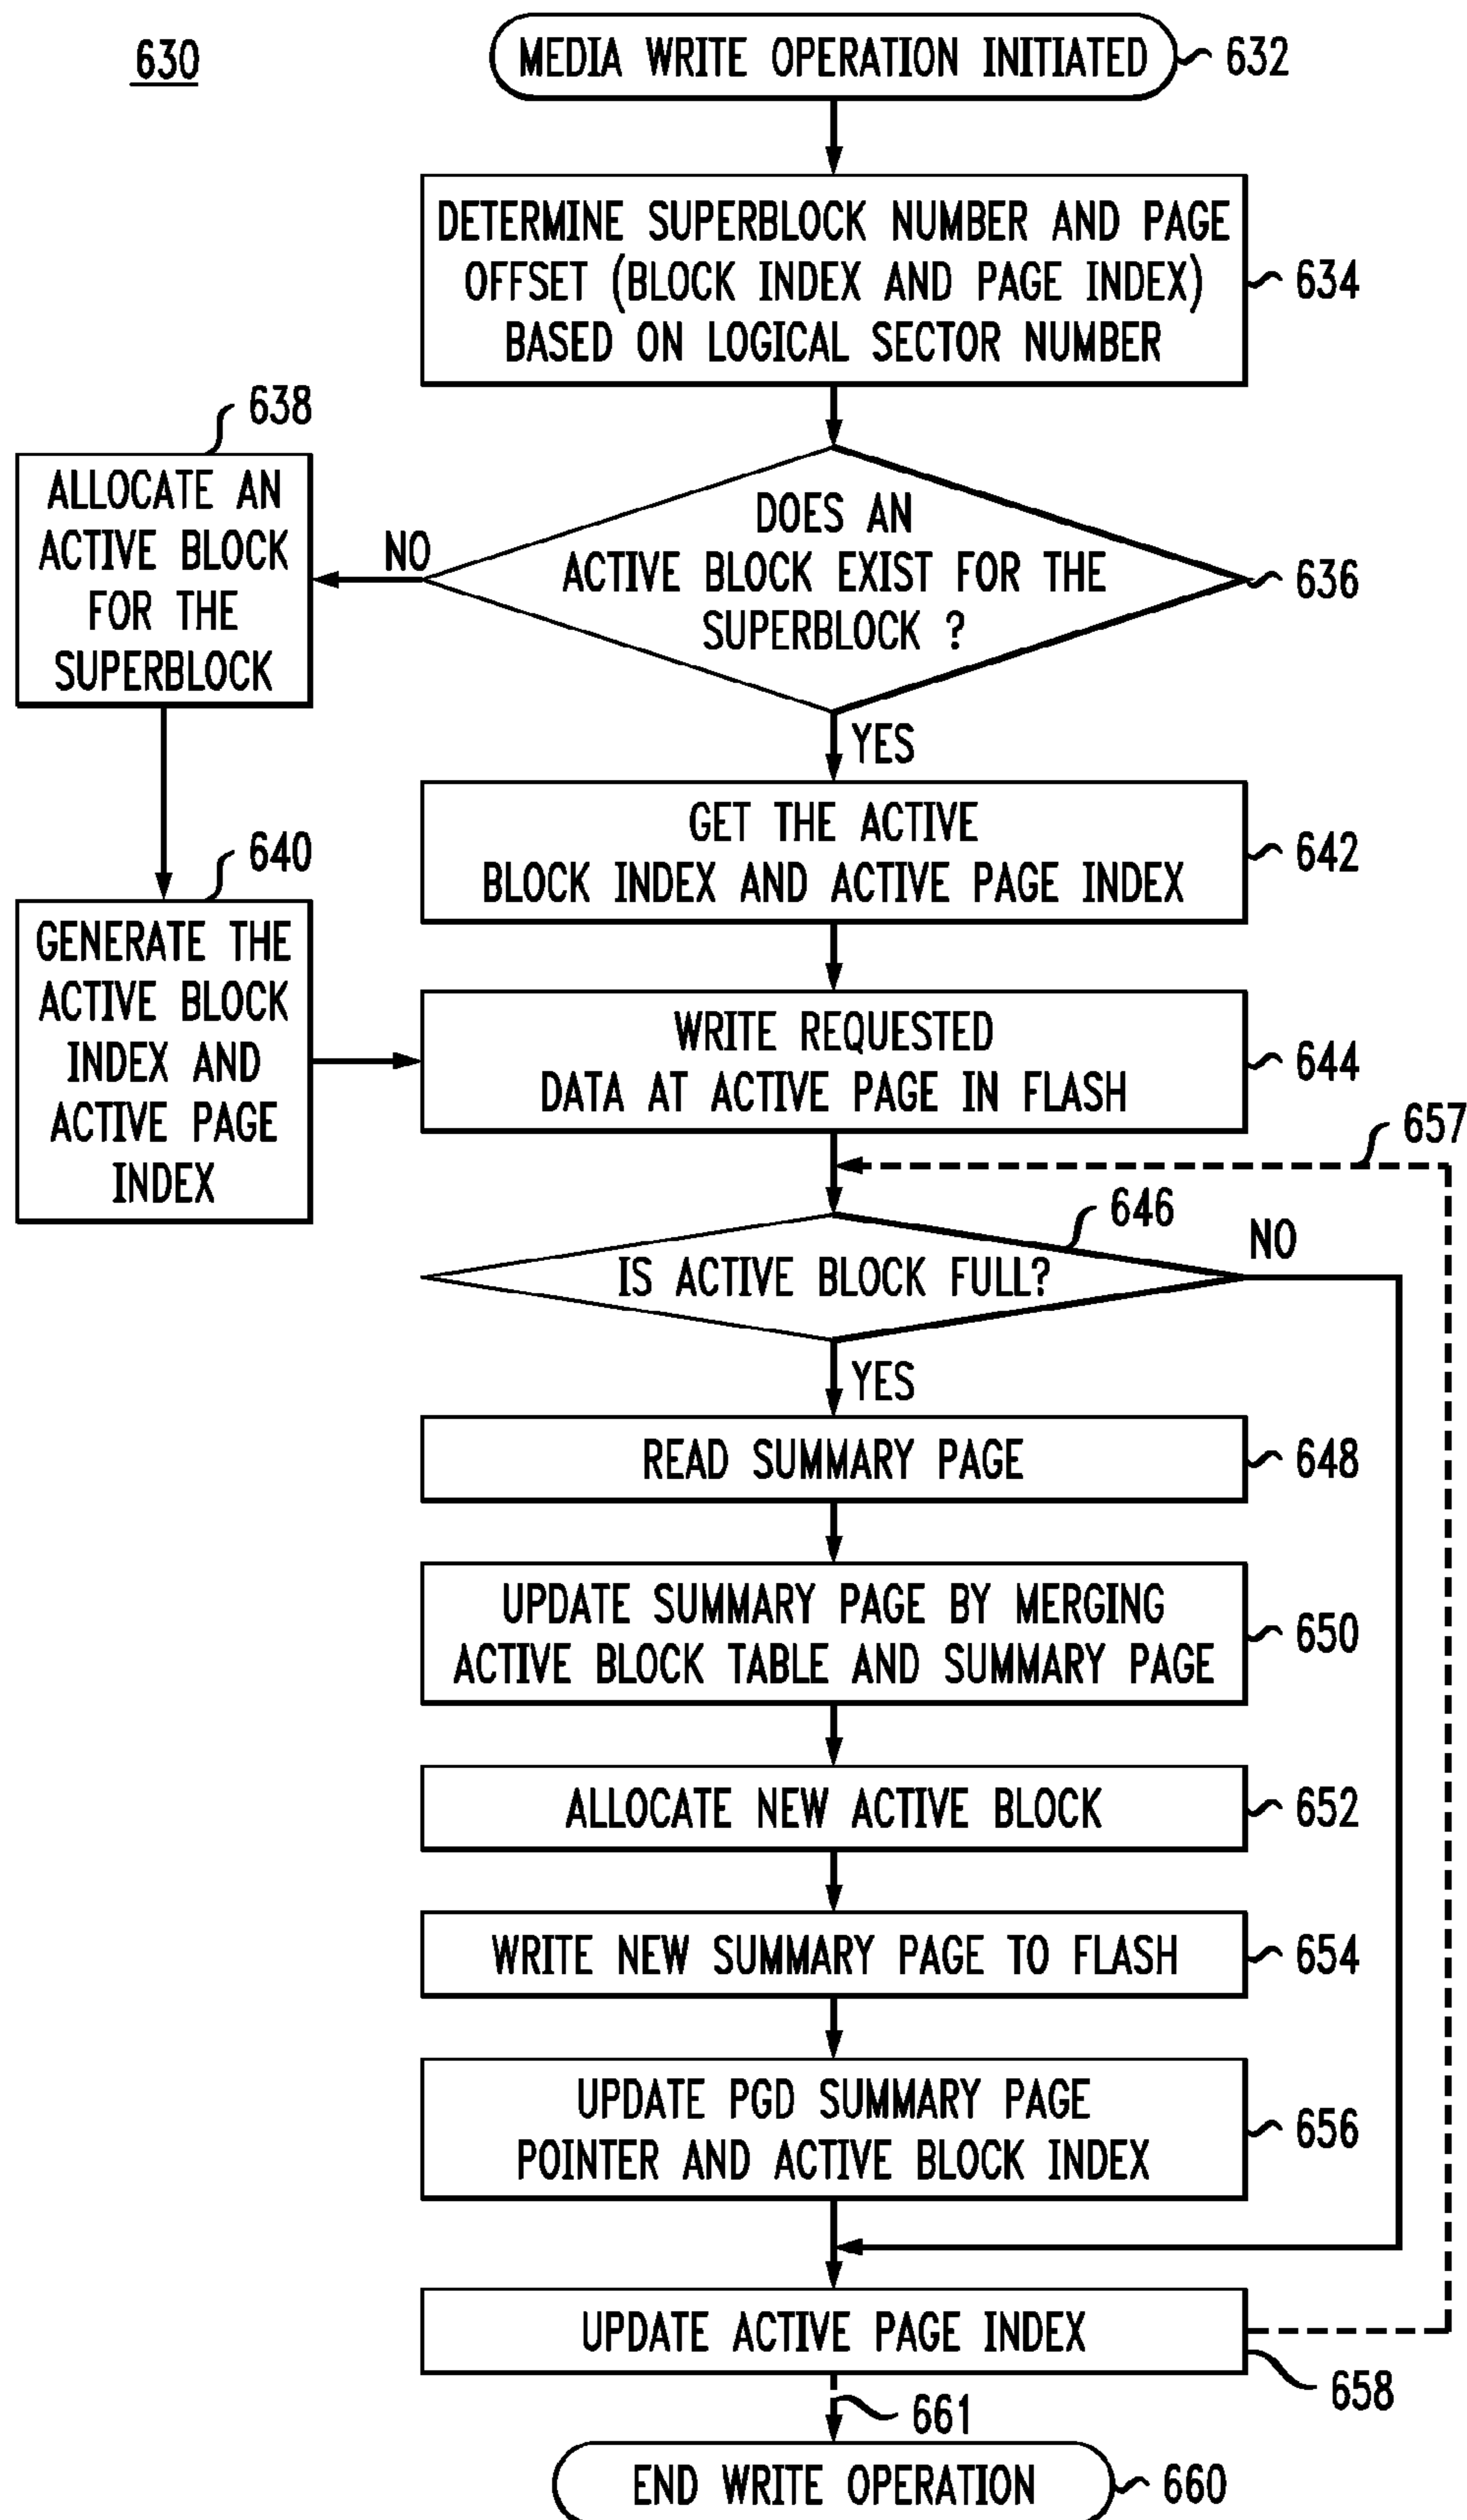 630
MEDIA WRITE OPERATION INITIATED
632
DETERMINE SUPERBLOCK NUMBER AND PAGE
OFFSET (BLOCK INDEX AND PAGE INDEX)
BASED ON LOGICAL SECTOR NUMBER
634
638
ALLOCATE AN
ACTIVE BLOCK
FOR THE
SUPERBLOCK
NO
DOES AN
ACTIVE BLOCK EXIST FOR THE
SUPERBLOCK ?
636
YES
GET THE ACTIVE
BLOCK INDEX AND ACTIVE PAGE INDEX
642
640
GENERATE THE
ACTIVE BLOCK
INDEX AND
ACTIVE PAGE
INDEX
WRITE REQUESTED
DATA AT ACTIVE PAGE IN FLASH
644
657
646
IS ACTIVE BLOCK FULL?
NO
YES
READ SUMMARY PAGE
648
UPDATE SUMMARY PAGE BY MERGING
ACTIVE BLOCK TABLE AND SUMMARY PAGE
650
ALLOCATE NEW ACTIVE BLOCK
652
WRITE NEW SUMMARY PAGE TO FLASH
654
UPDATE PGD SUMMARY PAGE
POINTER AND ACTIVE BLOCK INDEX
656
UPDATE ACTIVE PAGE INDEX
658
661
END WRITE OPERATION
660